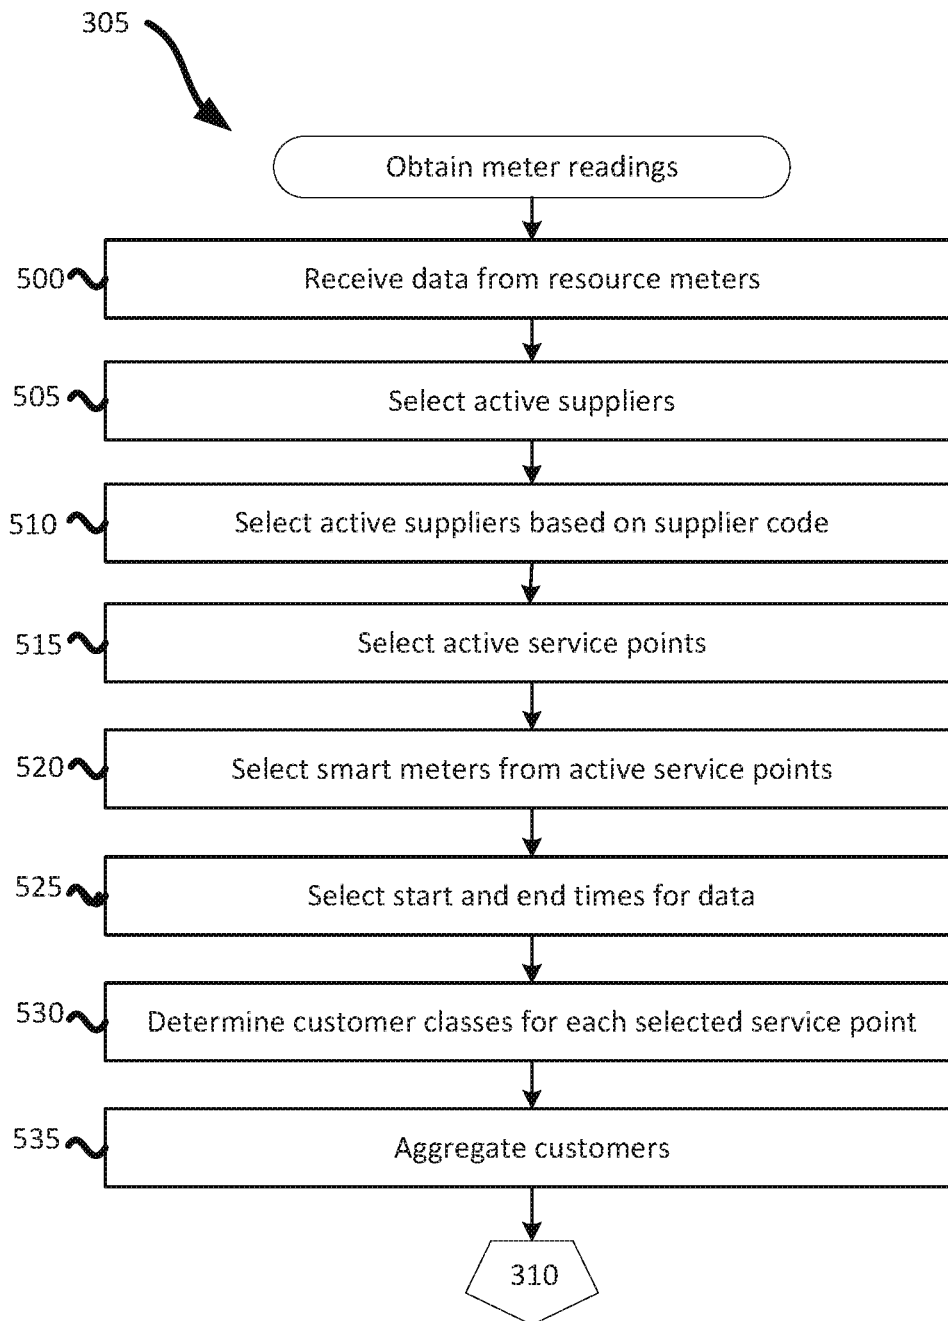 305
Obtain meter readings
500
Receive data from resource meters
505
Select active suppliers
510
Select active suppliers based on supplier code
515
Select active service points
520
Select smart meters from active service points
525
Select start and end times for data
530
Determine customer classes for each selected service point
535
Aggregate customers
310